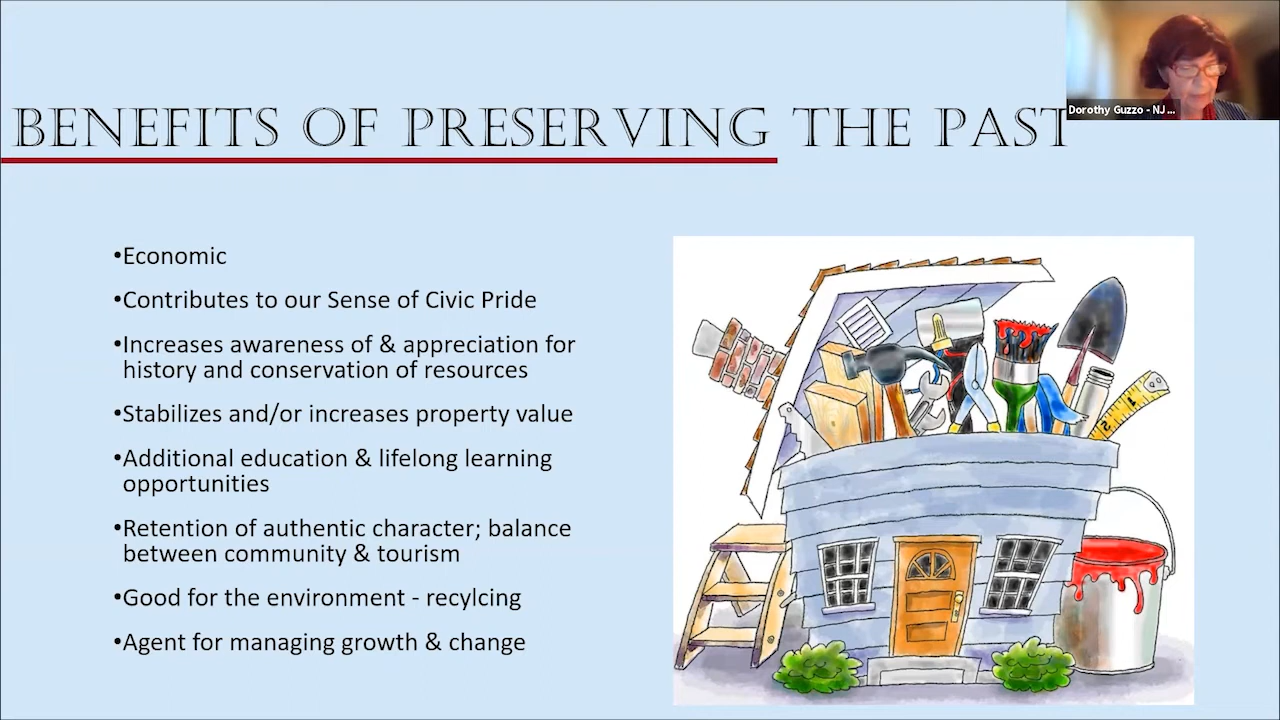 BENEFITS OF PRESERVING THE PAST
Dorothy Guzzo - NJ ...
•Economic
•Contributes to our Sense of Civic Pride
•Increases awareness of & appreciation for
history and conservation of resources
•Stabilizes and/or increases property value
•Additional education & lifelong learning
opportunities
•Retention of authentic character; balance
between community & tourism
•Good for the environment - recylcing
•Agent for managing growth & change
1
2